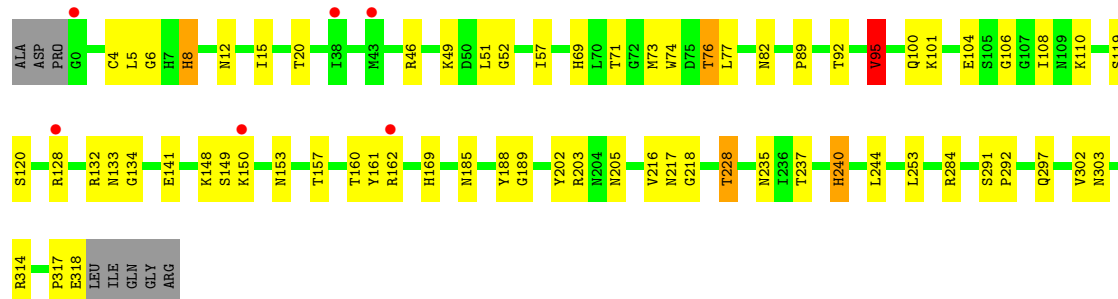 ALA ASP PRO G0 C4 L5 G6 H7 H8 N12 I15 T20 I38 M43 R46 K49 D50 L51 G52 I57 H69 L70 T71 G72 M73 W74 D75 T76 L77 N82 P89 T92 V95 Q100 K101 E104 S105 G106 G107 I108 N109 K110 S119
S120 R128 R132 N133 G134 E141 K148 S149 K150 N153 T157 T160 Y161 R162 H169 N185 Y188 G189 Y202 R203 N204 N205 V216 N217 G218 T228 N235 I236 T237 H240 L244 L253 R284 S291 P292 Q297 V302 N303
R314 P317 E318 LEU ILE GLN GLY ARG